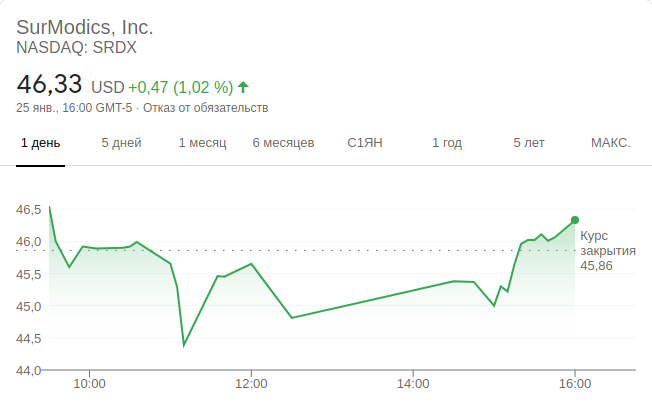 SurModics, Inc.
NASDAQ: SRDX
46,33 USD +0,47 (1,02 %)
25 янв., 16:00 GMT-5 · Отказ от обязательств
1 день 5 дней 1 месяц 6 месяцев С1ЯН 1 год 5 лет МАКС.
46,5
46,0
45,5
45,0
44,5
44,0
Курс
закрытия
45,86
10:00 12:00 14:00 16:00